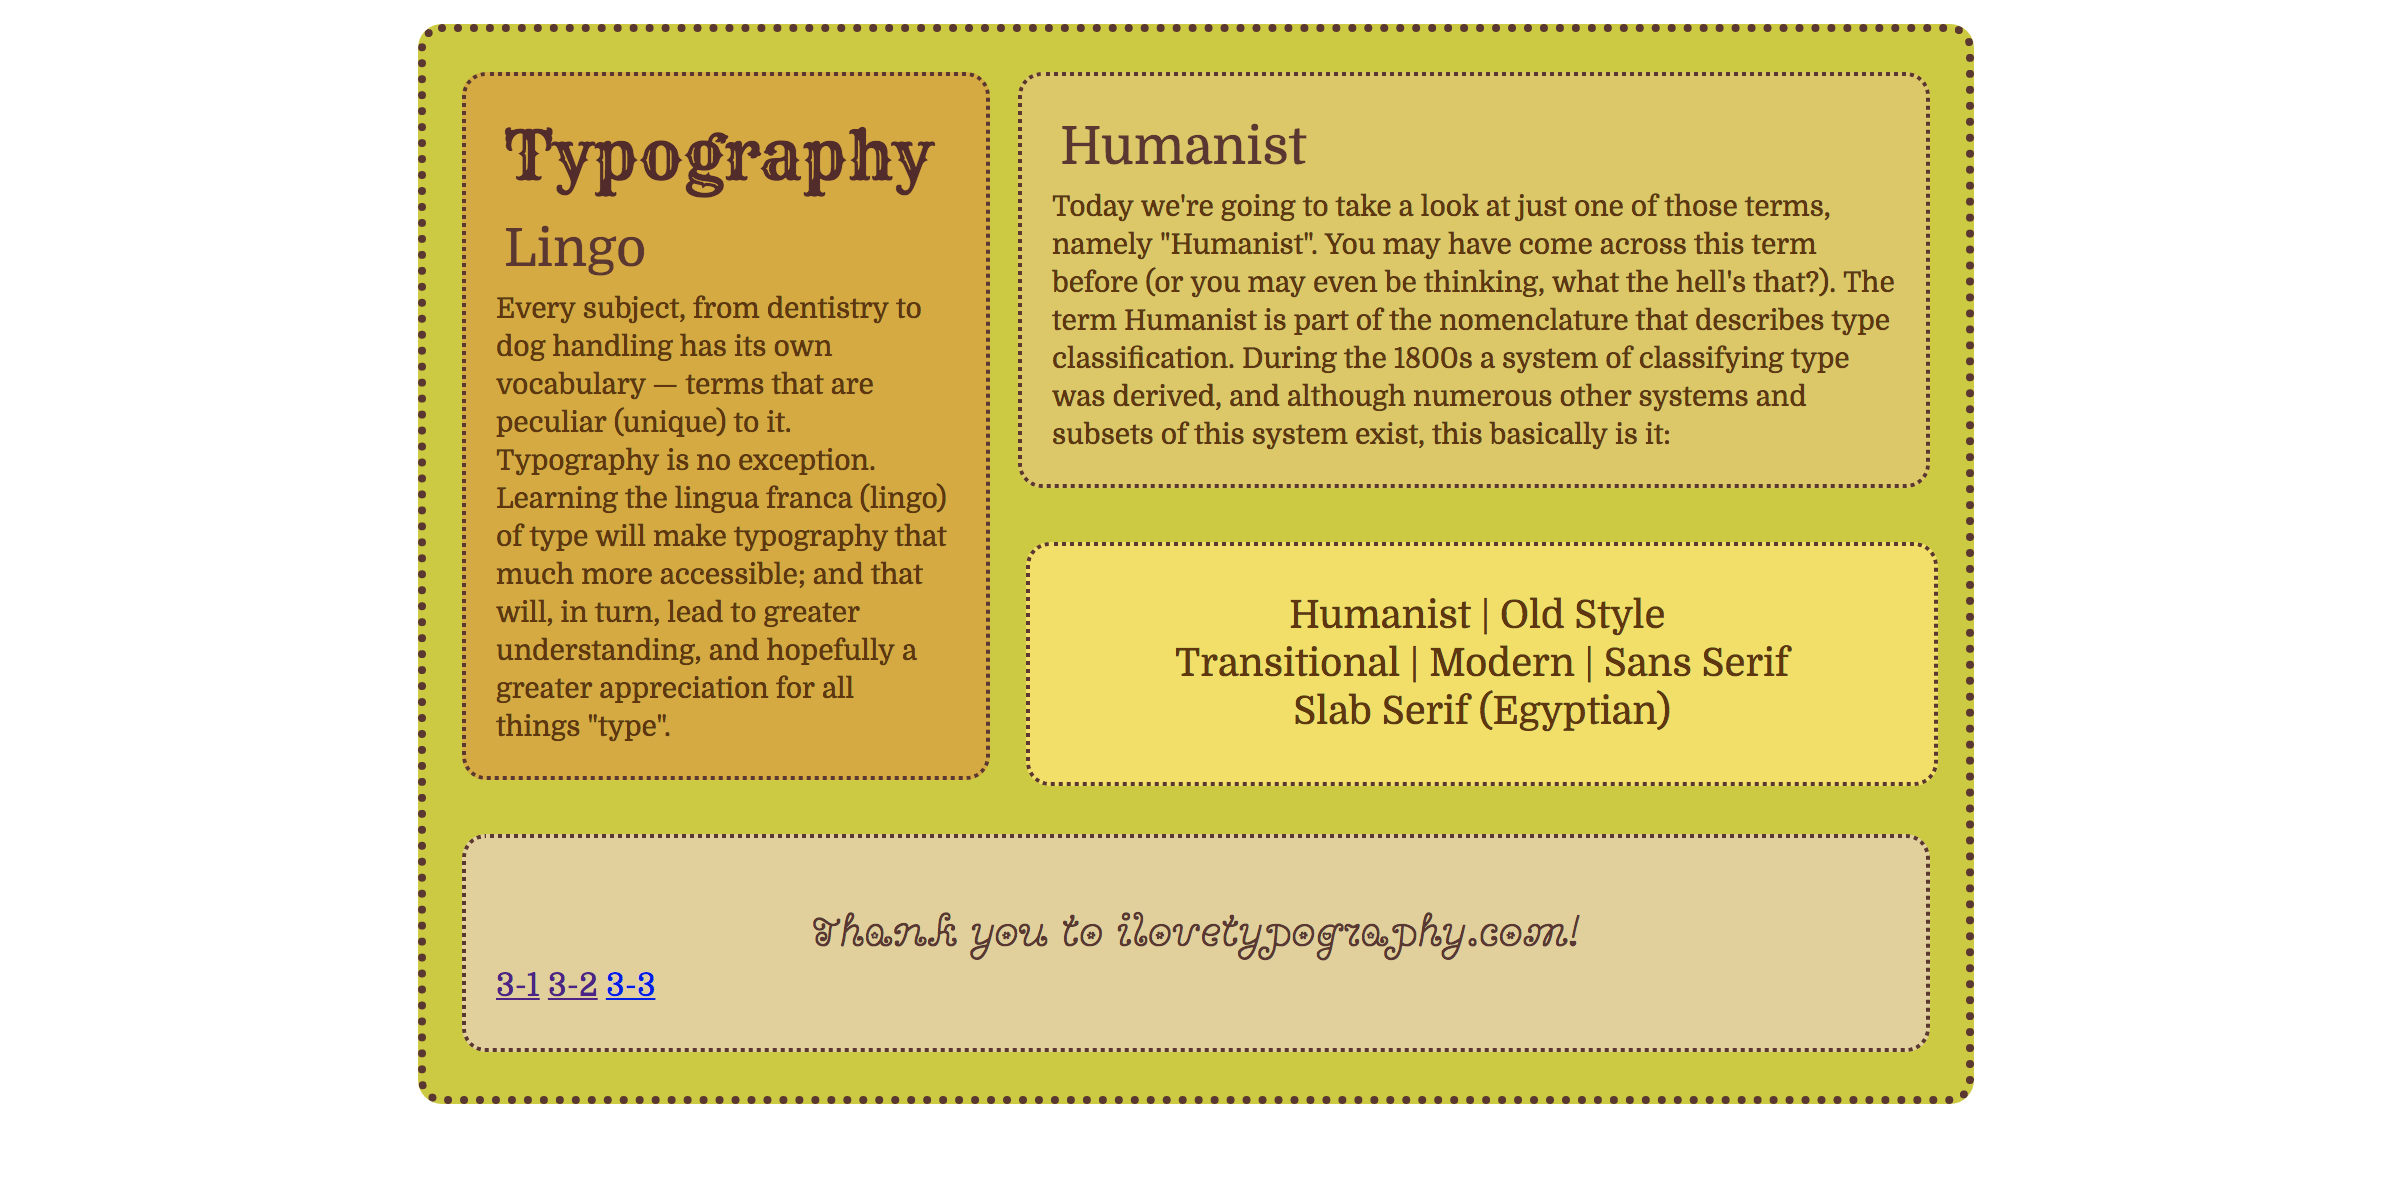 Typography
Lingo
Every subject, from dentistry to
dog handling has its own
vocabulary — terms that are
peculiar (unique) to it.
Typography is no exception.
Learning the lingua franca (lingo)
of type will make typography that
much more accessible; and that
will, in turn, lead to greater
understanding, and hopefully a
greater appreciation for all
things "type".
Humanist
Today we're going to take a look at just one of those terms,
namely "Humanist". You may have come across this term
before (or you may even be thinking, what the hell's that?). The
term Humanist is part of the nomenclature that describes type
classification. During the 1800s a system of classifying type
was derived, and although numerous other systems and
subsets of this system exist, this basically is it:
Humanist | Old Style
Transitional | Modern | Sans Serif
Slab Serif (Egyptian)
Thank you to ilovetypography.com!
3-1 3-2 3-3